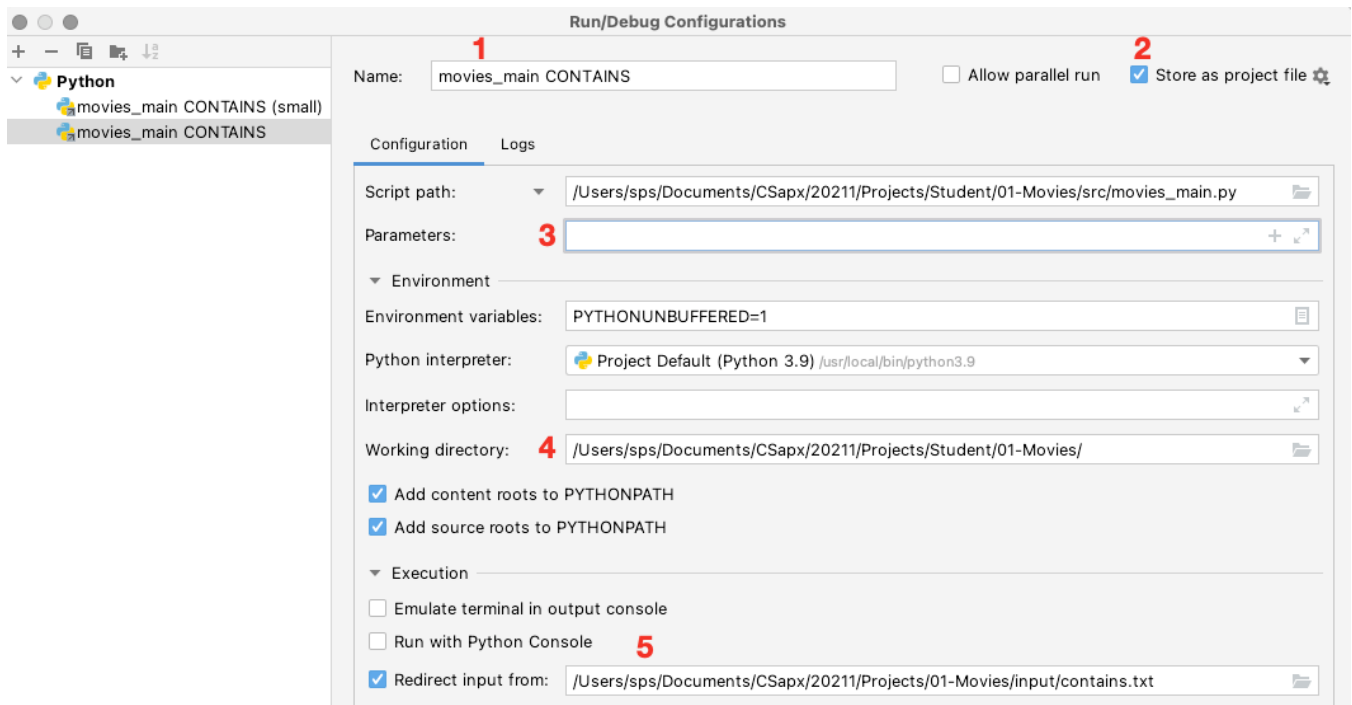 Run/Debug Configurations
1
2
Python
movies_main CONTAINS (small)
movies_main CONTAINS
Name: movies_main CONTAINS
Allow parallel run
Store as project file
Configuration Logs
Script path: /Users/sps/Documents/CSapx/20211/Projects/Student/01-Movies/src/movies_main.py
Parameters: 3
Environment
Environment variables: PYTHONUNBUFFERED=1
Python interpreter: Project Default (Python 3.9) /usr/local/bin/python3.9
Interpreter options:
Working directory: 4 /Users/sps/Documents/CSapx/20211/Projects/Student/01-Movies/
Add content roots to PYTHONPATH
Add source roots to PYTHONPATH
Execution
Emulate terminal in output console
Run with Python Console
5
Redirect input from: /Users/sps/Documents/CSapx/20211/Projects/01-Movies/input/contains.txt